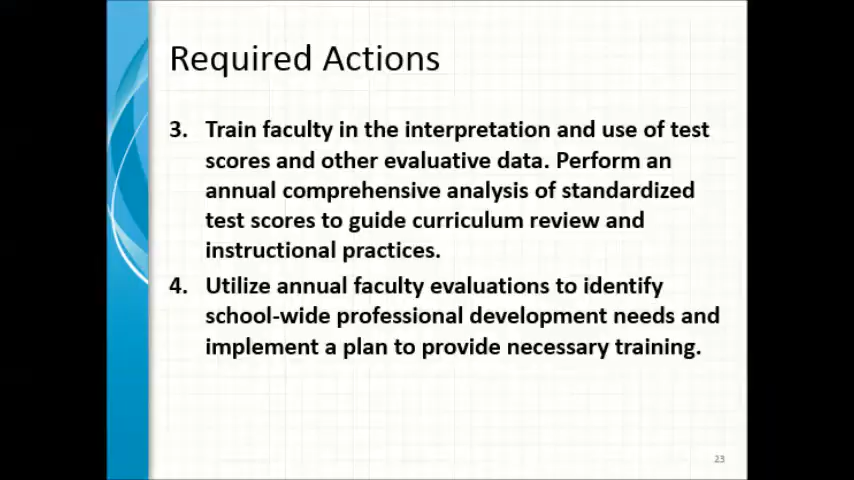 Required Actions
3. Train faculty in the interpretation and use of test
scores and other evaluative data. Perform an
annual comprehensive analysis of standardized
test scores to guide curriculum review and
instructional practices.
4. Utilize annual faculty evaluations to identify
school-wide professional development needs and
implement a plan to provide necessary training.
23